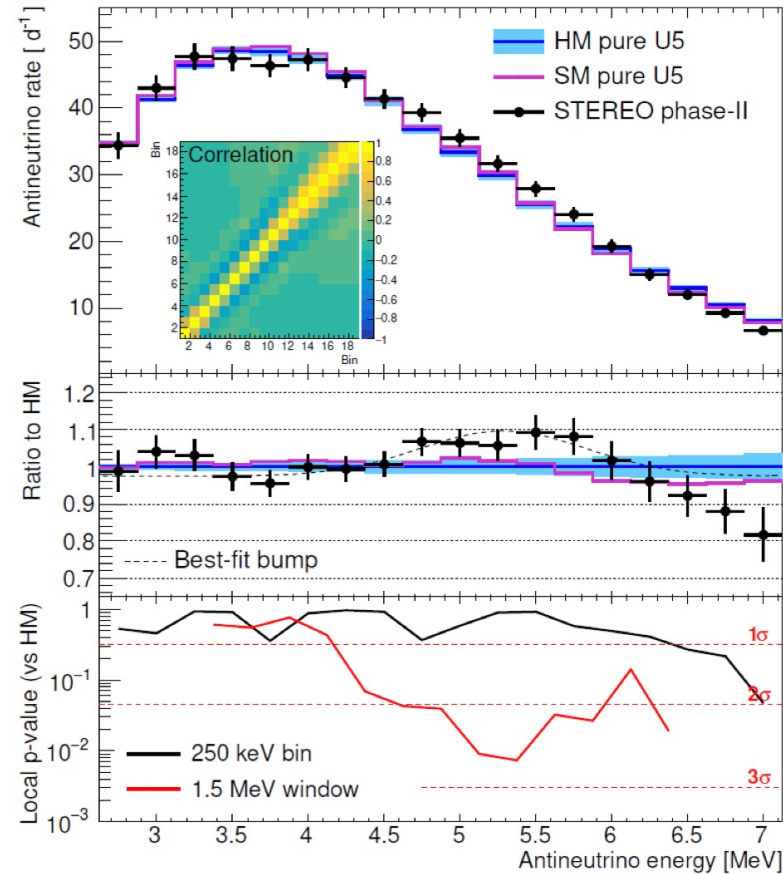 Antineutrino rate [ d⁻¹]
50
40
30
20
10
HM pure U5
SM pure U5
STEREO phase-II
Correlation
Bin
18
16
14
12
10
8
6
4
2
2 4 6 8 10 12 14 16 18
Bin
1
0.8
0.6
0.4
0.2
0
−0.2
−0.4
−0.6
−0.8
−1
Ratio to HM
1.2
1.1
1
0.9
0.8
0.7
Best-fit bump
Local p-value (vs HM)
1
10⁻¹
10⁻²
10⁻³
1σ
2σ
3σ
250 keV bin
1.5 MeV window
3 3.5 4 4.5 5 5.5 6 6.5 7
Antineutrino energy [MeV]